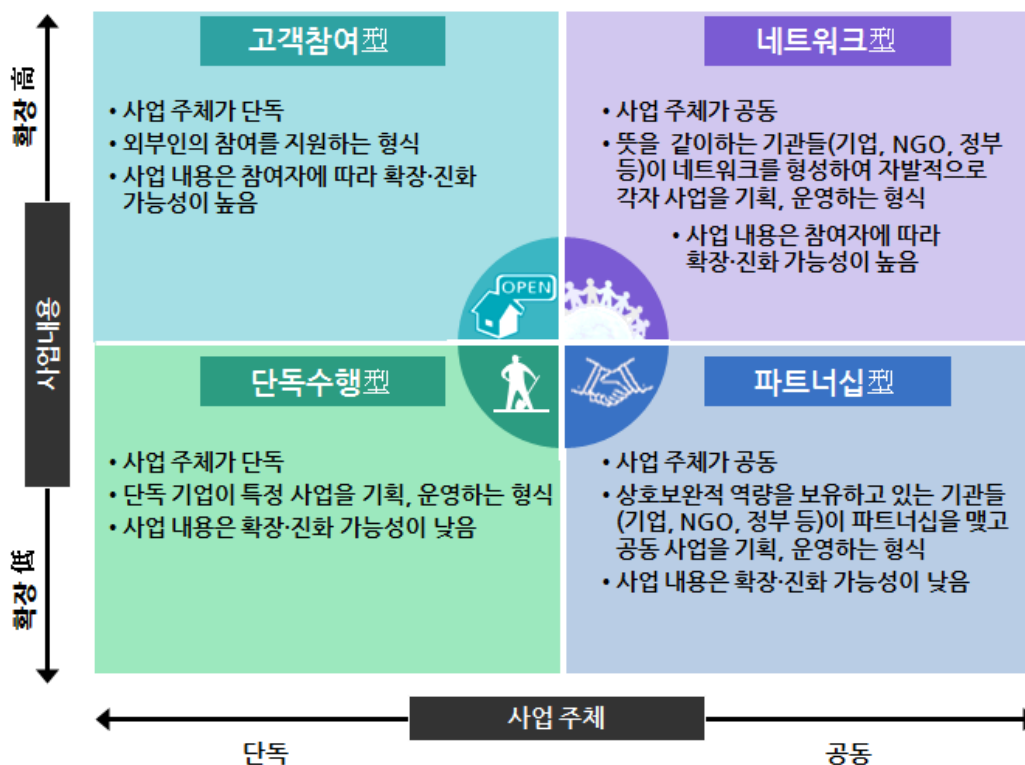 고객참여型
• 사업 주체가 단독
• 외부인의 참여를 지원하는 형식
• 사업 내용은 참여자에 따라 확장·진화
가능성이 높음
네트워크型
• 사업 주체가 공동
• 뜻을 같이하는 기관들(기업, NGO, 정부
등)이 네트워크를 형성하여 자발적으로
각자 사업을 기획, 운영하는 형식
• 사업 내용은 참여자에 따라
확장·진화 가능성이 높음
OPEN
단독수행型
• 사업 주체가 단독
• 단독 기업이 특정 사업을 기획, 운영하는 형식
• 사업 내용은 확장·진화 가능성이 낮음
파트너십型
• 사업 주체가 공동
• 상호보완적 역량을 보유하고 있는 기관들
(기업, NGO, 정부 등)이 파트너십을 맺고
공동 사업을 기획, 운영하는 형식
• 사업 내용은 확장·진화 가능성이 낮음
확장 高
사업내용
확장 低
사업 주체
단독
공동